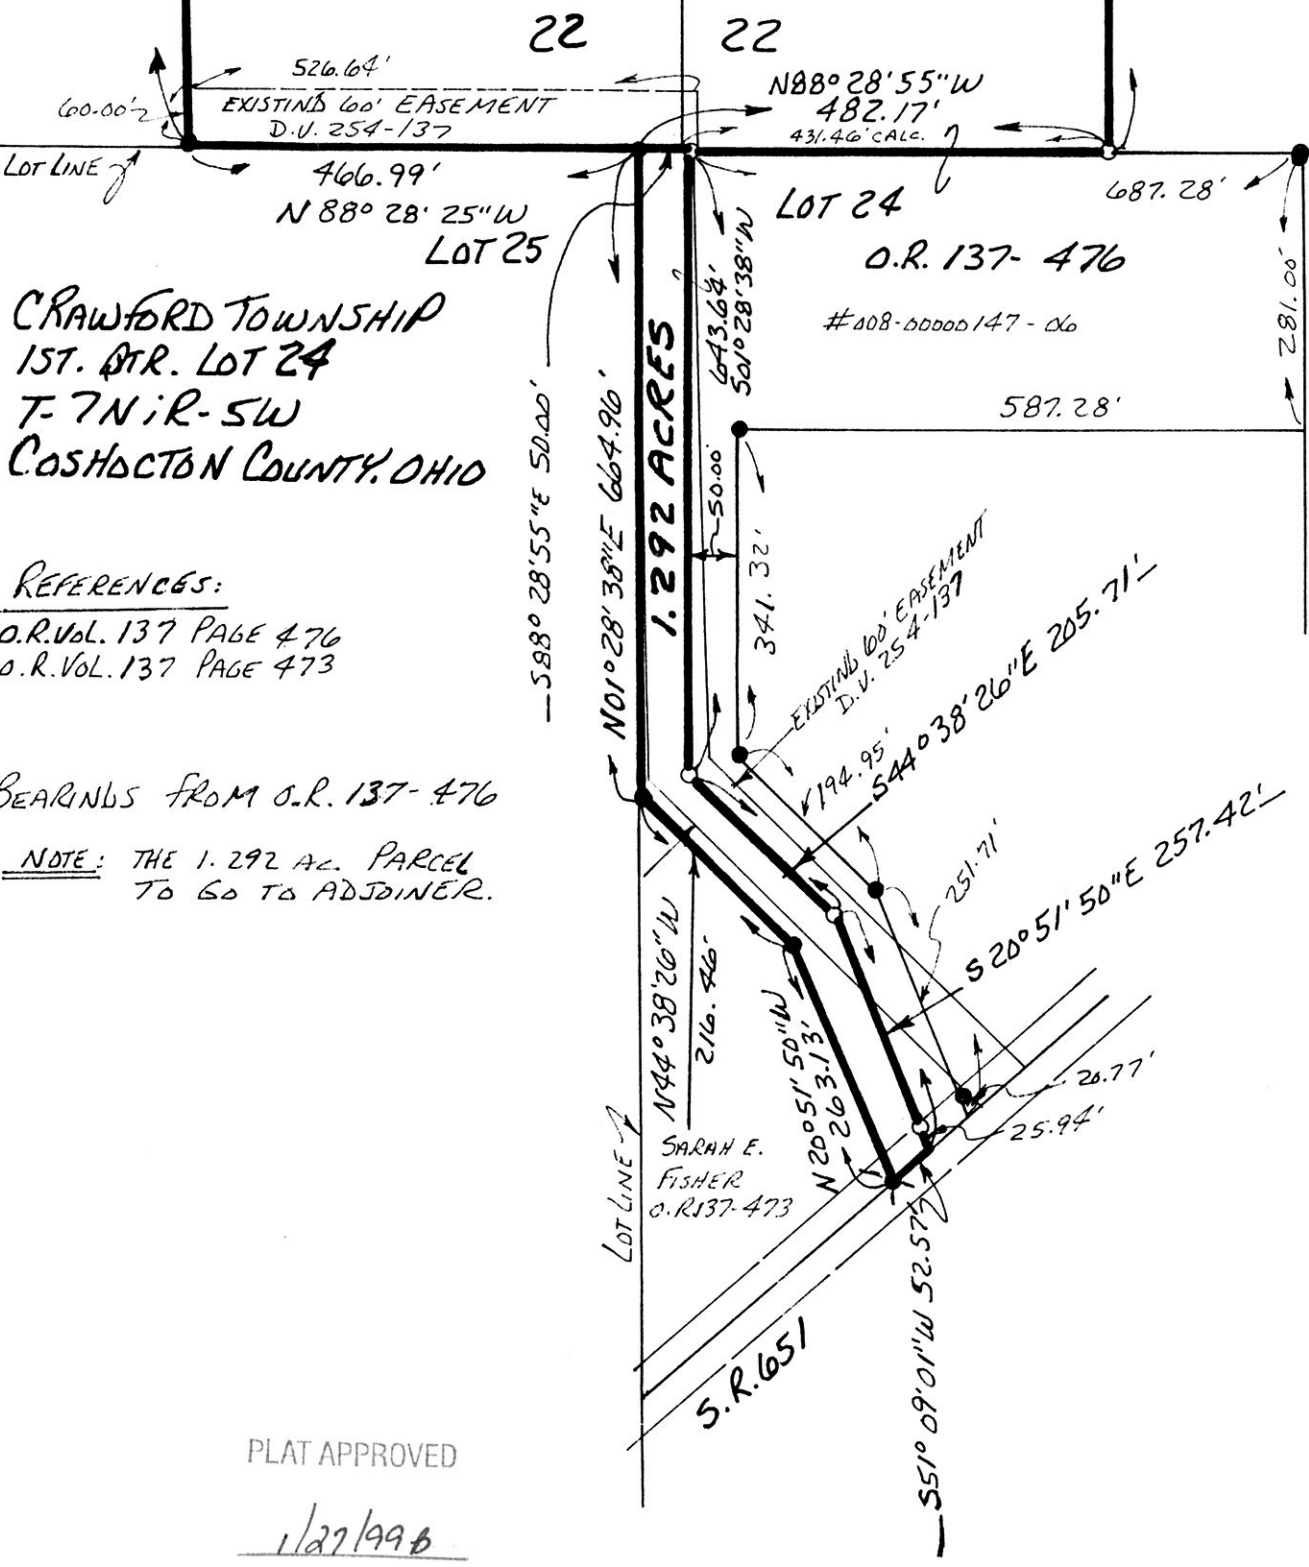 22
22
526.64'
EXISTING 60' EASEMENT
D.V. 254-137
60.00'
N88° 28' 55"W
482.17'
431.46' CALC.
LOT LINE
466.99'
N 88° 28' 25"W
LOT 25
LOT 24
687.28'
O.R. 137- 476
#008-00000147-06
281.00'
CRAWFORD TOWNSHIP
1ST. QTR. LOT 24
T-7N; R-5W
COSHOCTON COUNTY, OHIO
S88° 28' 55"E 50.00'
N01° 28' 38"E 664.96'
1.292 ACRES
643.64'
S01° 28' 38"W
587.28'
50.00'
341.32'
EXISTING 60' EASEMENT
D.V. 254-137
REFERENCES:
O.R.VOL. 137 PAGE 476
O.R.VOL. 137 PAGE 473
194.95'
S44° 38' 26"E 205.71'
BEARINGS FROM O.R. 137-476
NOTE: THE 1.292 AC. PARCEL
TO GO TO ADJOINER.
251.71'
S 20° 51' 50"E 257.42'
N44° 38' 26"W
216.46'
N 20° 51' 50"W
263.13'
20.77'
25.94'
LOT LINE
SARAH E.
FISHER
O.R.137-473
S51° 09' 01"W 52.57'
S.R. 651
PLAT APPROVED
1/27/99